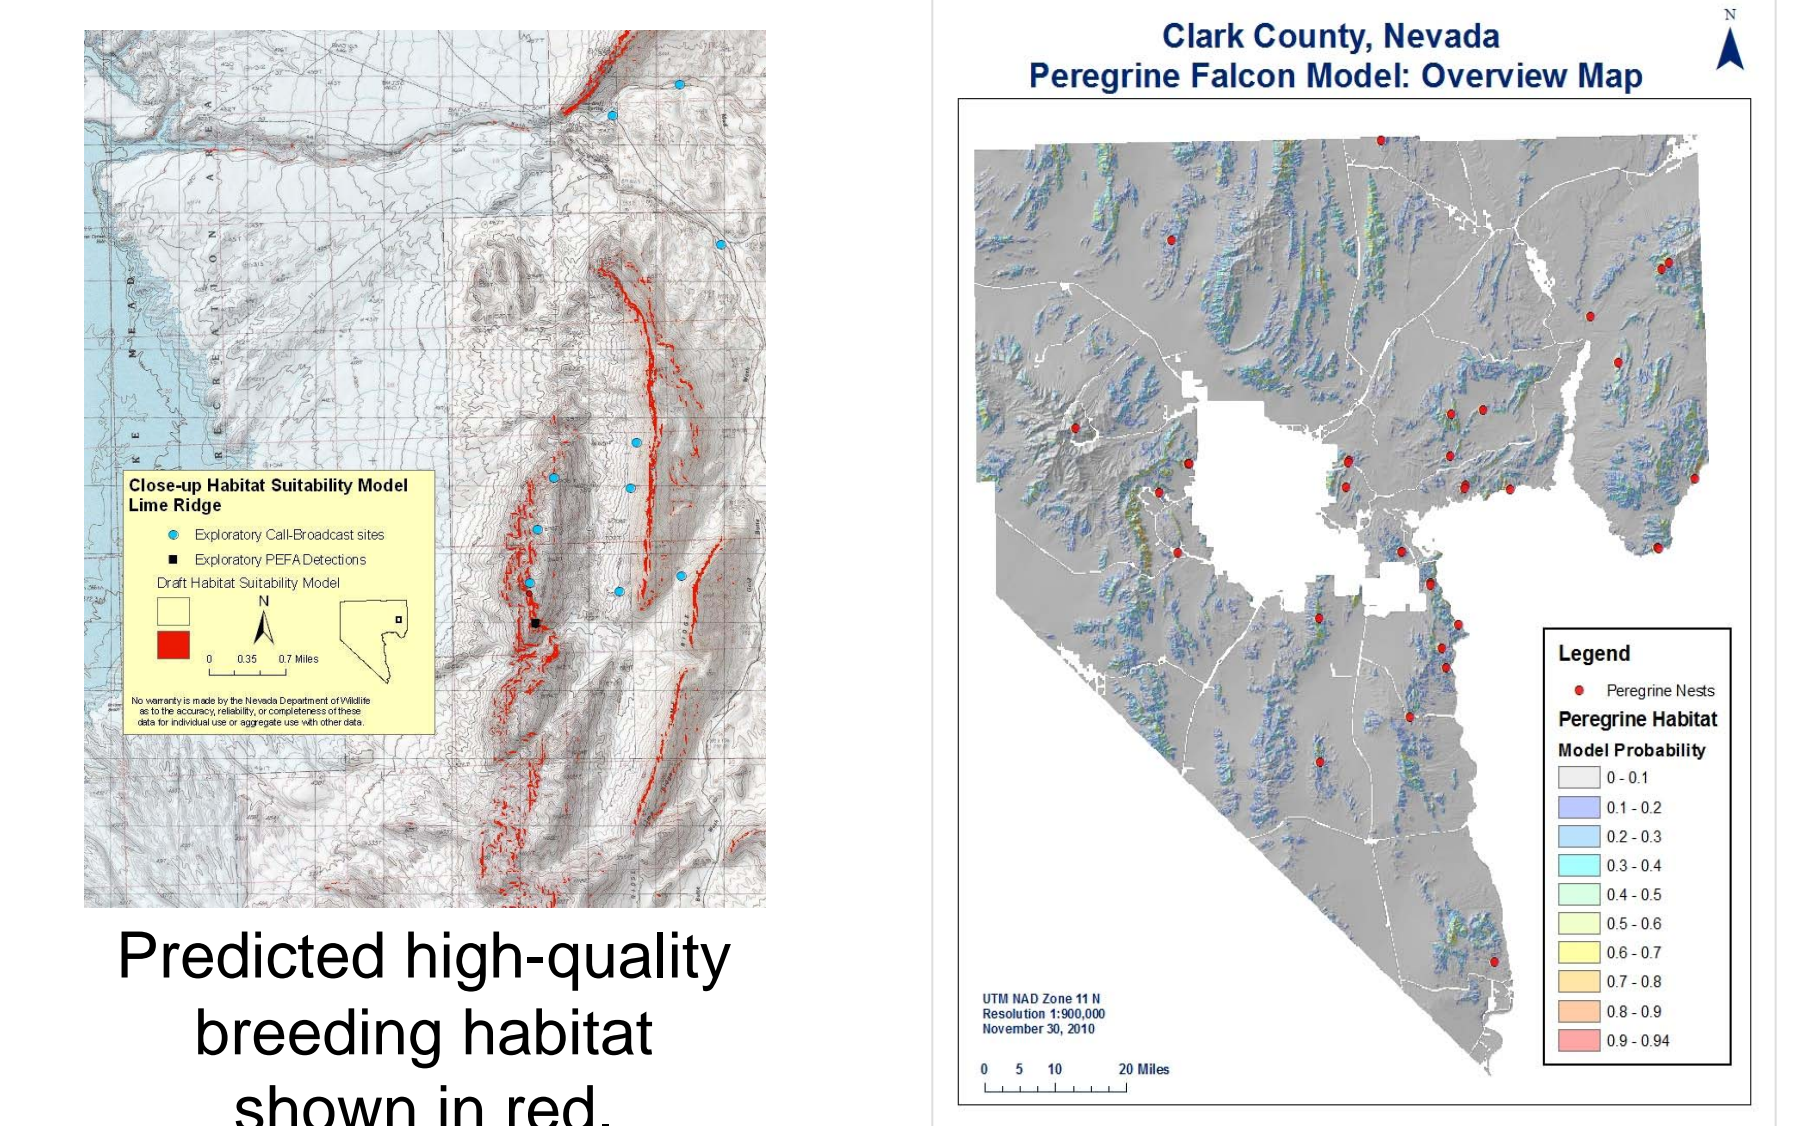 Close-up Habitat Suitability Model
Lime Ridge
Exploratory Call-Broadcast sites
Exploratory PEFA Detections
Draft Habitat Suitability Model
N
0 0.35 0.7 Miles
No warranty is made by the Nevada Department of Wildlife
as to the accuracy, reliability, or completeness of these
data for individual use or aggregate use with other data.
Predicted high-quality
breeding habitat
shown in red.
Clark County, Nevada
Peregrine Falcon Model: Overview Map
N
Legend
Peregrine Nests
Peregrine Habitat
Model Probability
0 - 0.1
0.1 - 0.2
0.2 - 0.3
0.3 - 0.4
0.4 - 0.5
0.5 - 0.6
0.6 - 0.7
0.7 - 0.8
0.8 - 0.9
0.9 - 0.94
UTM NAD Zone 11 N
Resolution 1:900,000
November 30, 2010
0 5 10 20 Miles